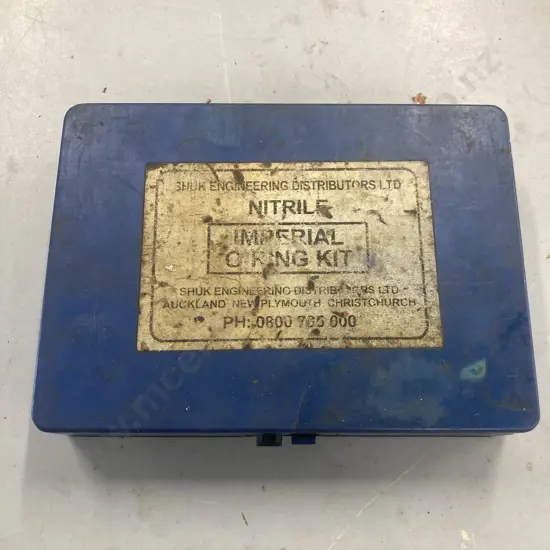 SHUK ENGINEERING DISTRIBUTORS LTD
NITRILE
IMPERIAL
O'RING KIT
SHUK ENGINEERING DISTRIBUTORS LTD
AUCKLAND NEW PLYMOUTH CHRISTCHURCH
PH: 0800 785 000